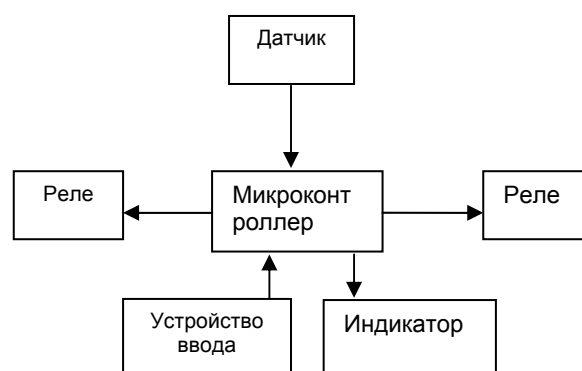 Датчик
Реле
Микроконт
роллер
Реле
Устройство
ввода
Индикатор